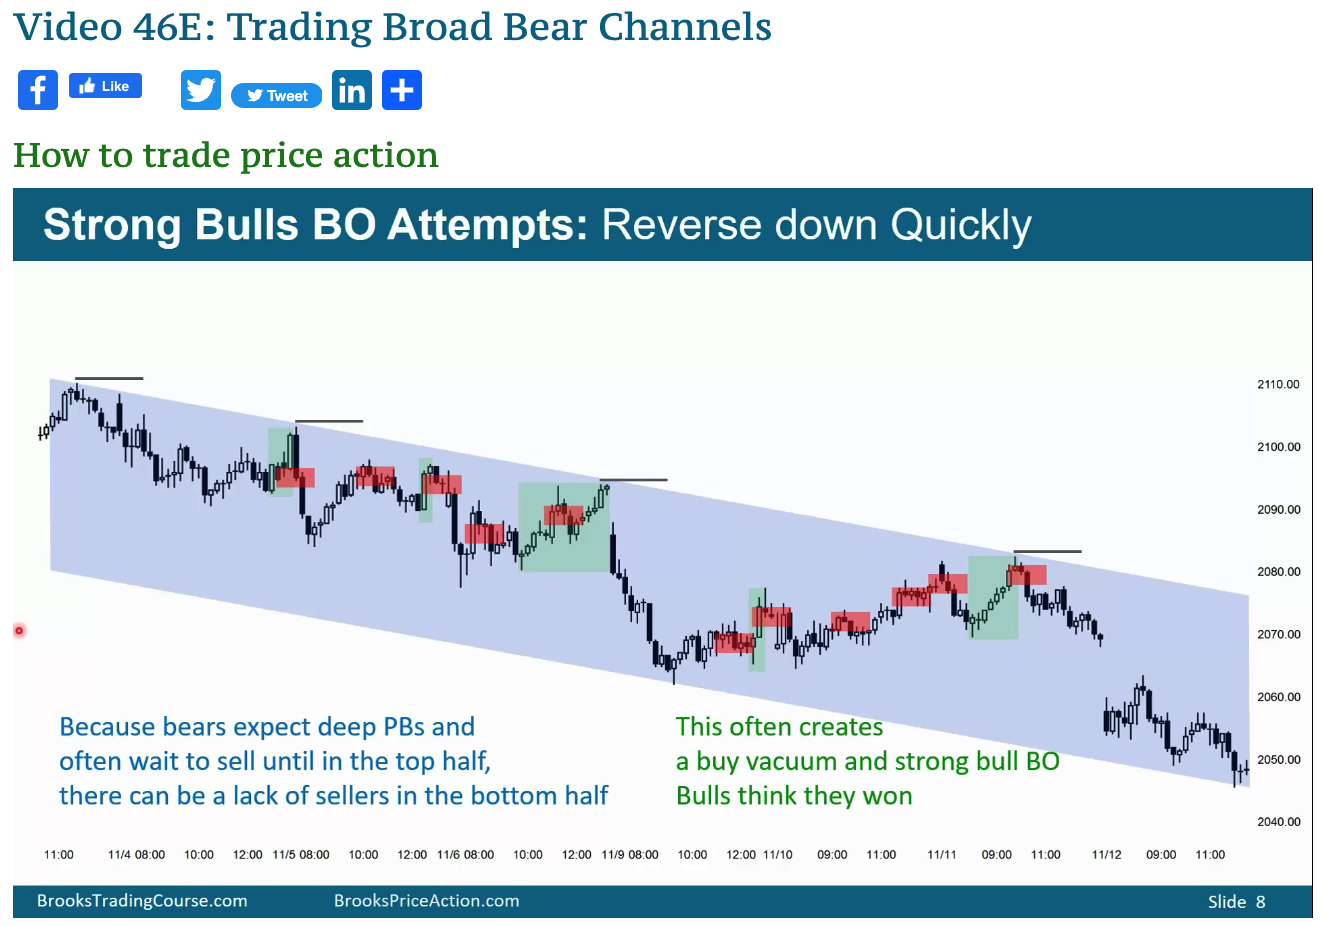 Video 46E: Trading Broad Bear Channels
Like
Tweet
How to trade price action
Strong Bulls BO Attempts: Reverse down Quickly
2110.00
2100.00
2090.00
2080.00
2070.00
2060.00
2050.00
2040.00
Because bears expect deep PBs and
often wait to sell until in the top half,
there can be a lack of sellers in the bottom half
This often creates
a buy vacuum and strong bull BO
Bulls think they won
11:00 11/4 08:00 10:00 12:00 11/5 08:00 10:00 12:00 11/6 08:00 10:00 12:00 11/9 08:00 10:00 12:00 11/10 09:00 11:00 11/11 09:00 11:00 11/12 09:00 11:00
BrooksTradingCourse.com BrooksPriceAction.com Slide 8